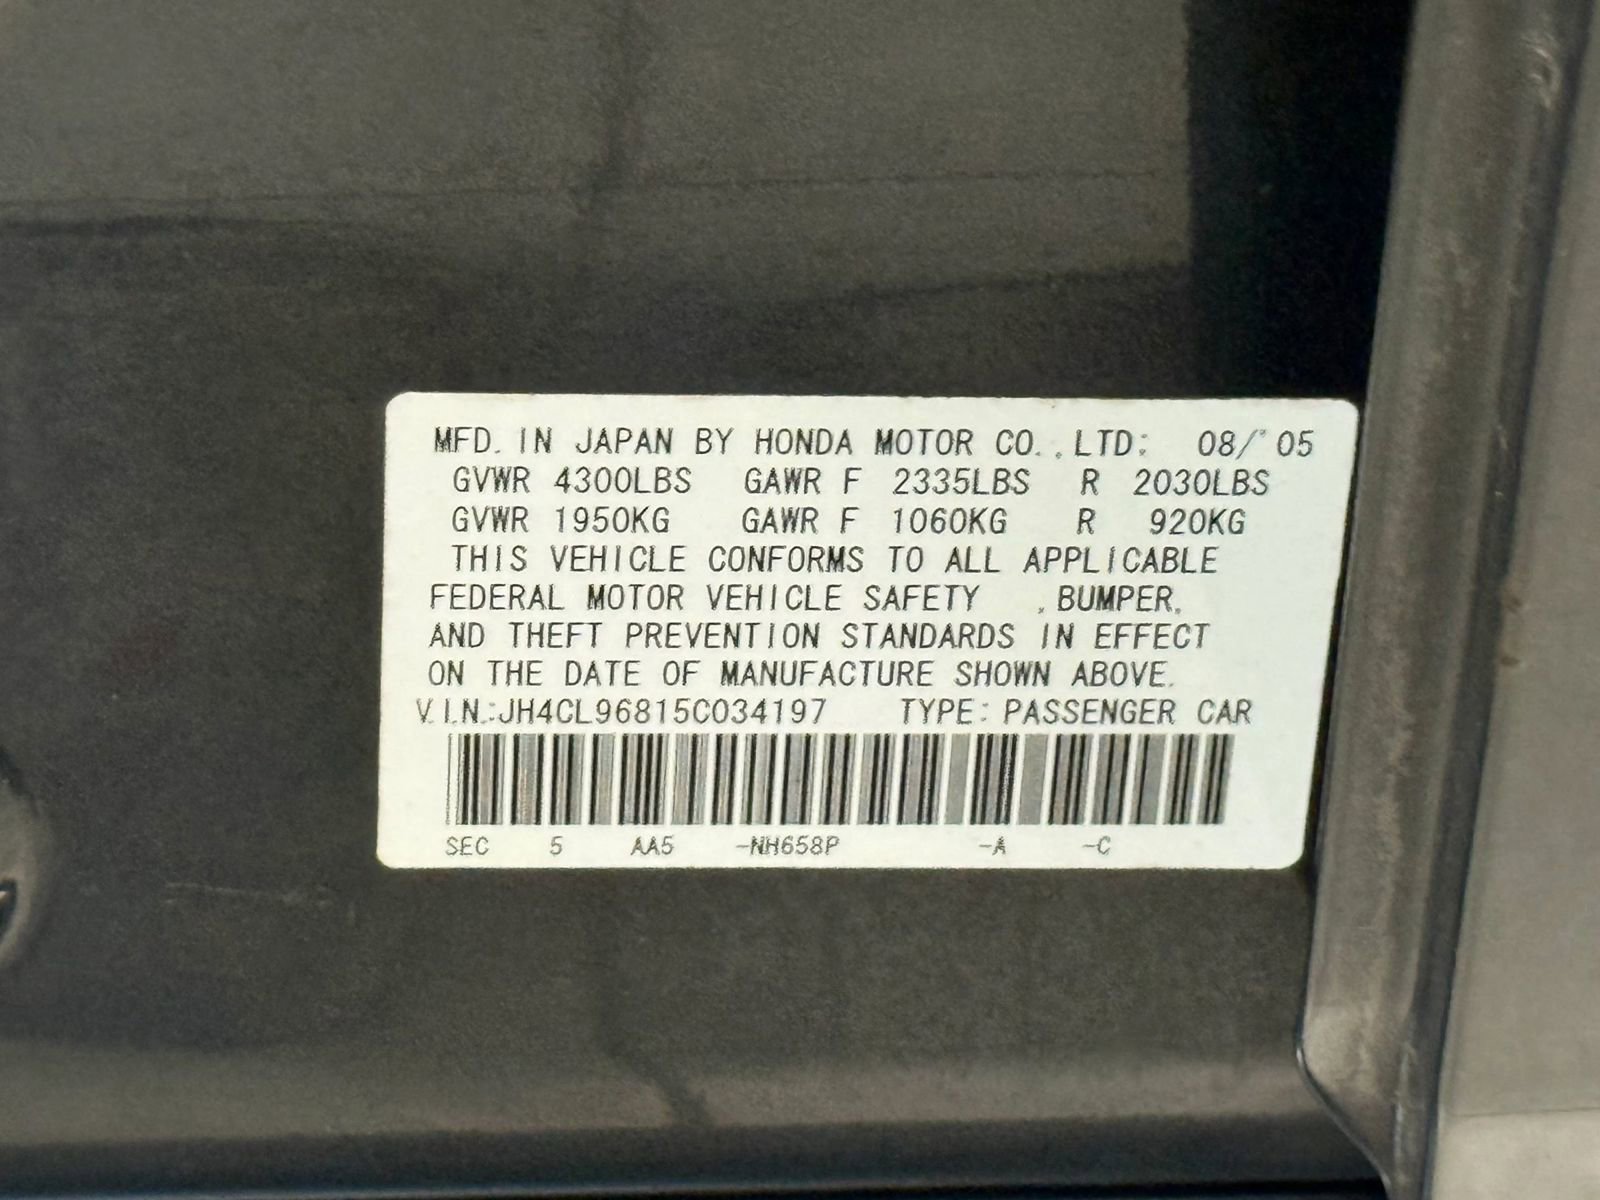 MFD. IN JAPAN BY HONDA MOTOR CO., LTD: 08/'05
GVWR 4300LBS GAWR F 2335LBS R 2030LBS
GVWR 1950KG GAWR F 1060KG R 920KG
THIS VEHICLE CONFORMS TO ALL APPLICABLE
FEDERAL MOTOR VEHICLE SAFETY , BUMPER,
AND THEFT PREVENTION STANDARDS IN EFFECT
ON THE DATE OF MANUFACTURE SHOWN ABOVE.
V.I.N.:JH4CL96815C034197 TYPE: PASSENGER CAR
SEC 5 AA5 -NH658P -A -C